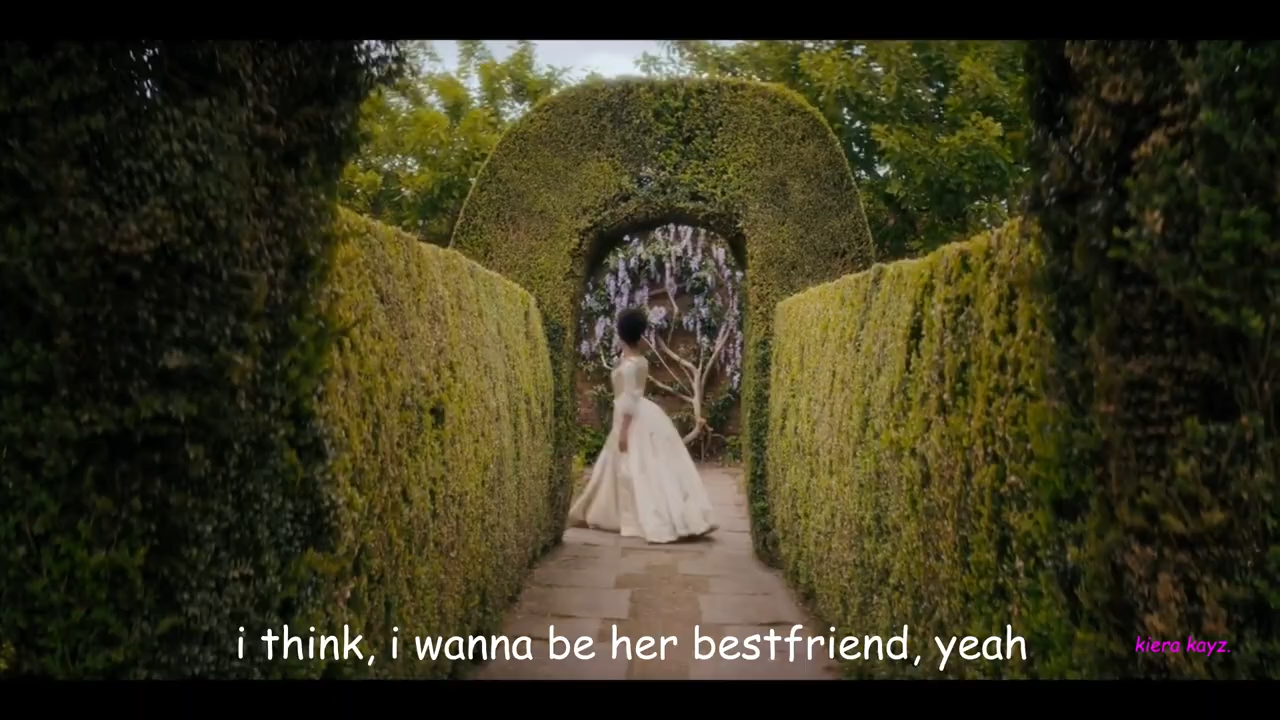 i think, i wanna be her bestfriend, yeah
kiera kayz.